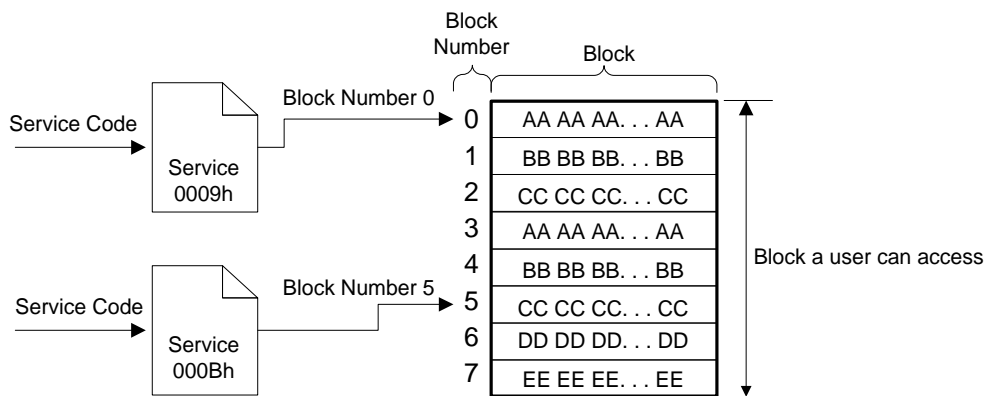 Block
Number
Block
Block Number 0
Service Code
Service
0009h
0 AA AA AA. . . AA
1 BB BB BB. . . BB
2 CC CC CC. . . CC
3 AA AA AA. . . AA
4 BB BB BB. . . BB
5 CC CC CC. . . CC
6 DD DD DD. . . DD
7 EE EE EE. . . EE
Block a user can access
Block Number 5
Service Code
Service
000Bh